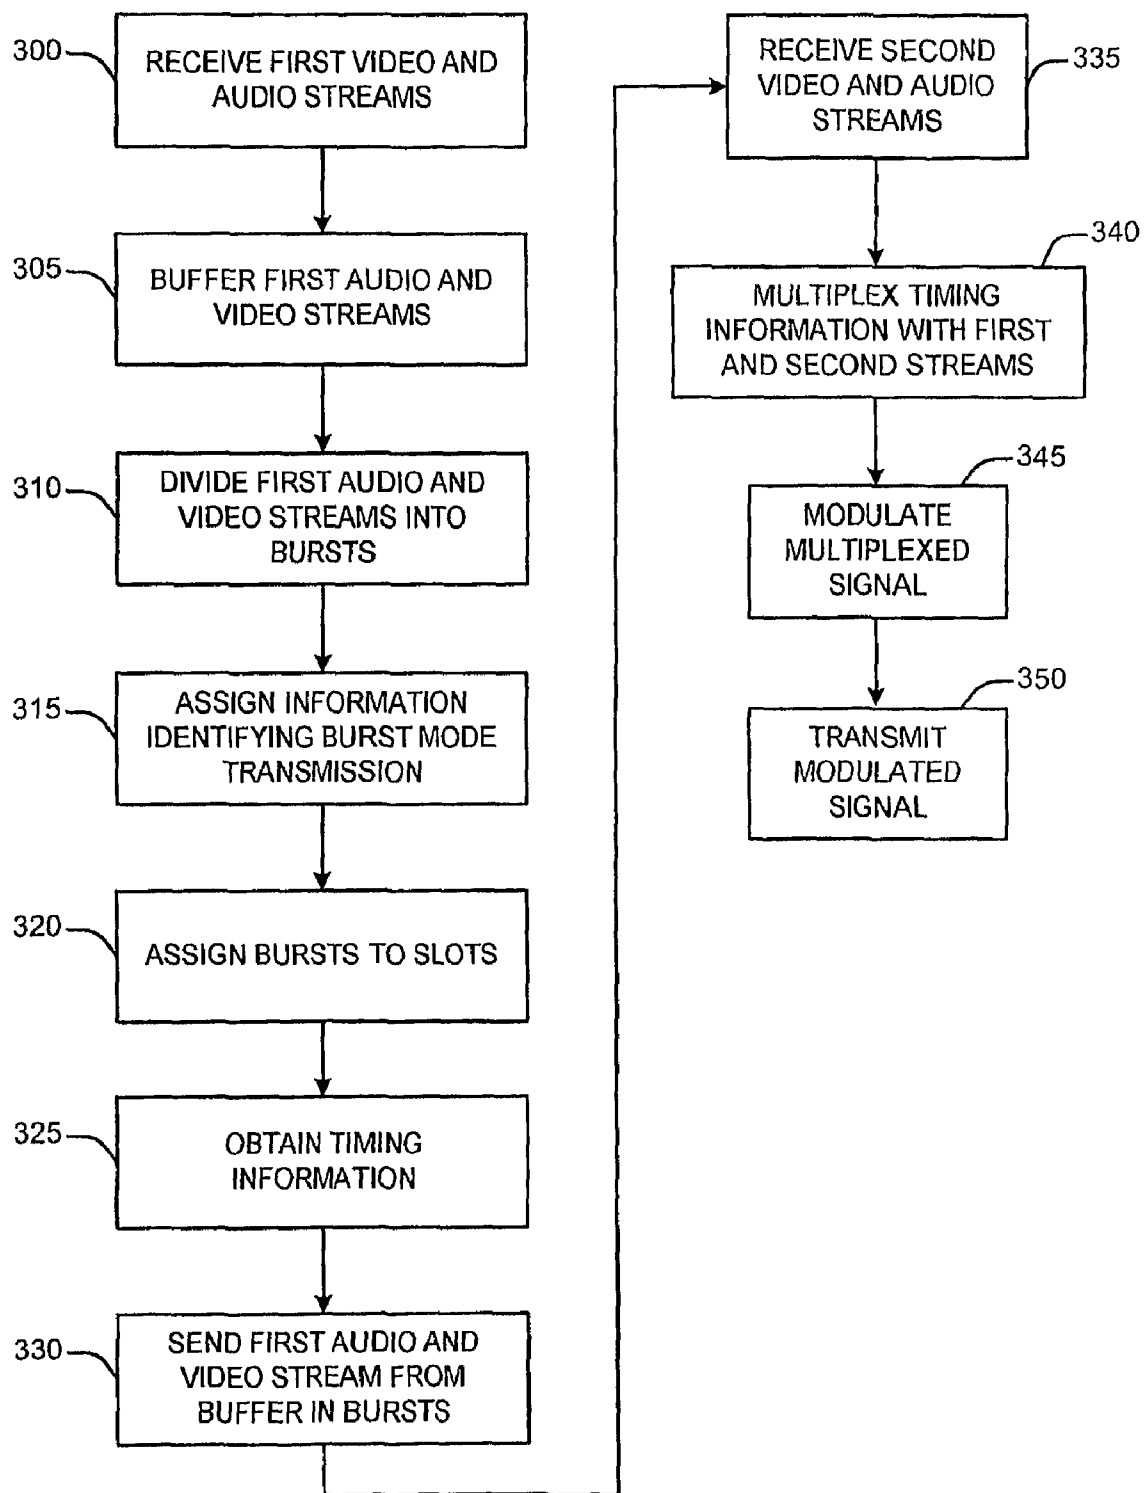 300
RECEIVE FIRST VIDEO AND
AUDIO STREAMS
305
BUFFER FIRST AUDIO AND
VIDEO STREAMS
310
DIVIDE FIRST AUDIO AND
VIDEO STREAMS INTO
BURSTS
315
ASSIGN INFORMATION
IDENTIFYING BURST MODE
TRANSMISSION
320
ASSIGN BURSTS TO SLOTS
325
OBTAIN TIMING
INFORMATION
330
SEND FIRST AUDIO AND
VIDEO STREAM FROM
BUFFER IN BURSTS
RECEIVE SECOND
VIDEO AND AUDIO
STREAMS
335
340
MULTIPLEX TIMING
INFORMATION WITH FIRST
AND SECOND STREAMS
345
MODULATE
MULTIPLEXED
SIGNAL
350
TRANSMIT
MODULATED
SIGNAL